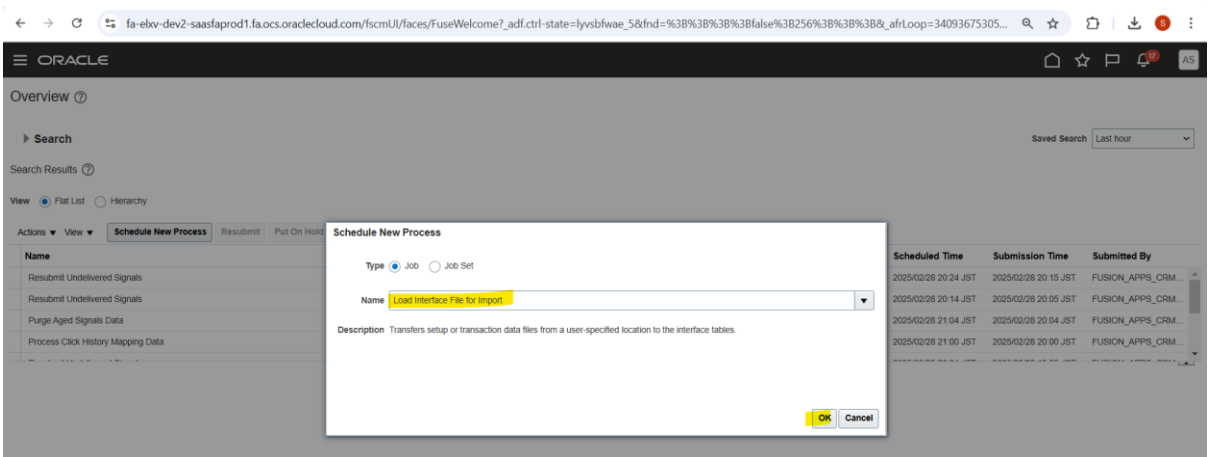 fa-elxv-dev2-saasfaprod1.fa.ocs.oraclecloud.com/fscmUI/faces/FuseWelcome?_adf.ctrl-state=lyvsbfwae_5&fnd=%3B%3B%3B%3Bfalse%3B256%3B%3B%3B&_afrLoop=34093675305...
S
ORACLE
17
AS
Overview
Search
Saved Search Last hour
Search Results
View Flat List Hierarchy
Actions View Schedule New Process Resubmit Put On Hold
Name Scheduled Time Submission Time Submitted By
Resubmit Undelivered Signals 2025/02/28 20:24 JST 2025/02/28 20:15 JST FUSION_APPS_CRM...
Resubmit Undelivered Signals 2025/02/28 20:14 JST 2025/02/28 20:05 JST FUSION_APPS_CRM...
Purge Aged Signals Data 2025/02/28 21:04 JST 2025/02/28 20:04 JST FUSION_APPS_CRM...
Process Click History Mapping Data 2025/02/28 21:00 JST 2025/02/28 20:00 JST FUSION_APPS_CRM...
Schedule New Process
Type Job Job Set
Name Load Interface File for Import
Description Transfers setup or transaction data files from a user-specified location to the interface tables.
OK Cancel